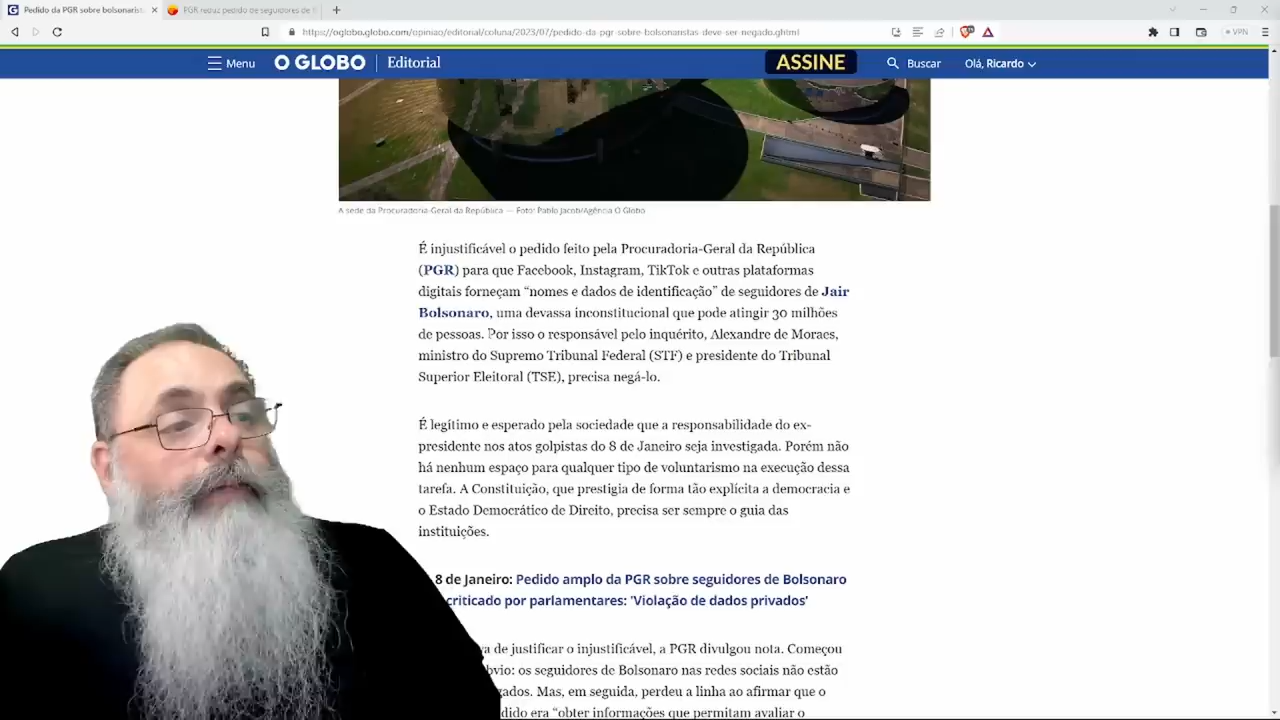 Pedido da PGR sobre bolsonarist
PGR reduz pedido de seguidores de
https://oglobo.globo.com/opiniao/editorial/coluna/2023/07/pedido-da-pgr-sobre-bolsonaristas-deve-ser-negado.ghtml
VPN
Menu
O GLOBO
Editorial
ASSINE
Buscar
Olá, Ricardo
A sede da Procuradoria-Geral da República — Foto: Pablo Jacob/Agência O Globo
É injustificável o pedido feito pela Procuradoria-Geral da República
(PGR) para que Facebook, Instagram, TikTok e outras plataformas
digitais forneçam “nomes e dados de identificação” de seguidores de Jair
Bolsonaro, uma devassa inconstitucional que pode atingir 30 milhões
de pessoas. Por isso o responsável pelo inquérito, Alexandre de Moraes,
ministro do Supremo Tribunal Federal (STF) e presidente do Tribunal
Superior Eleitoral (TSE), precisa negá-lo.
É legítimo e esperado pela sociedade que a responsabilidade do ex-
presidente nos atos golpistas do 8 de Janeiro seja investigada. Porém não
há nenhum espaço para qualquer tipo de voluntarismo na execução dessa
tarefa. A Constituição, que prestigia de forma tão explícita a democracia e
o Estado Democrático de Direito, precisa ser sempre o guia das
instituições.
8 de Janeiro: Pedido amplo da PGR sobre seguidores de Bolsonaro
criticado por parlamentares: 'Violação de dados privados'
de justificar o injustificável, a PGR divulgou nota. Começou
os seguidores de Bolsonaro nas redes sociais não estão
Mas, em seguida, perdeu a linha ao afirmar que o
era “obter informações que permitam avaliar o